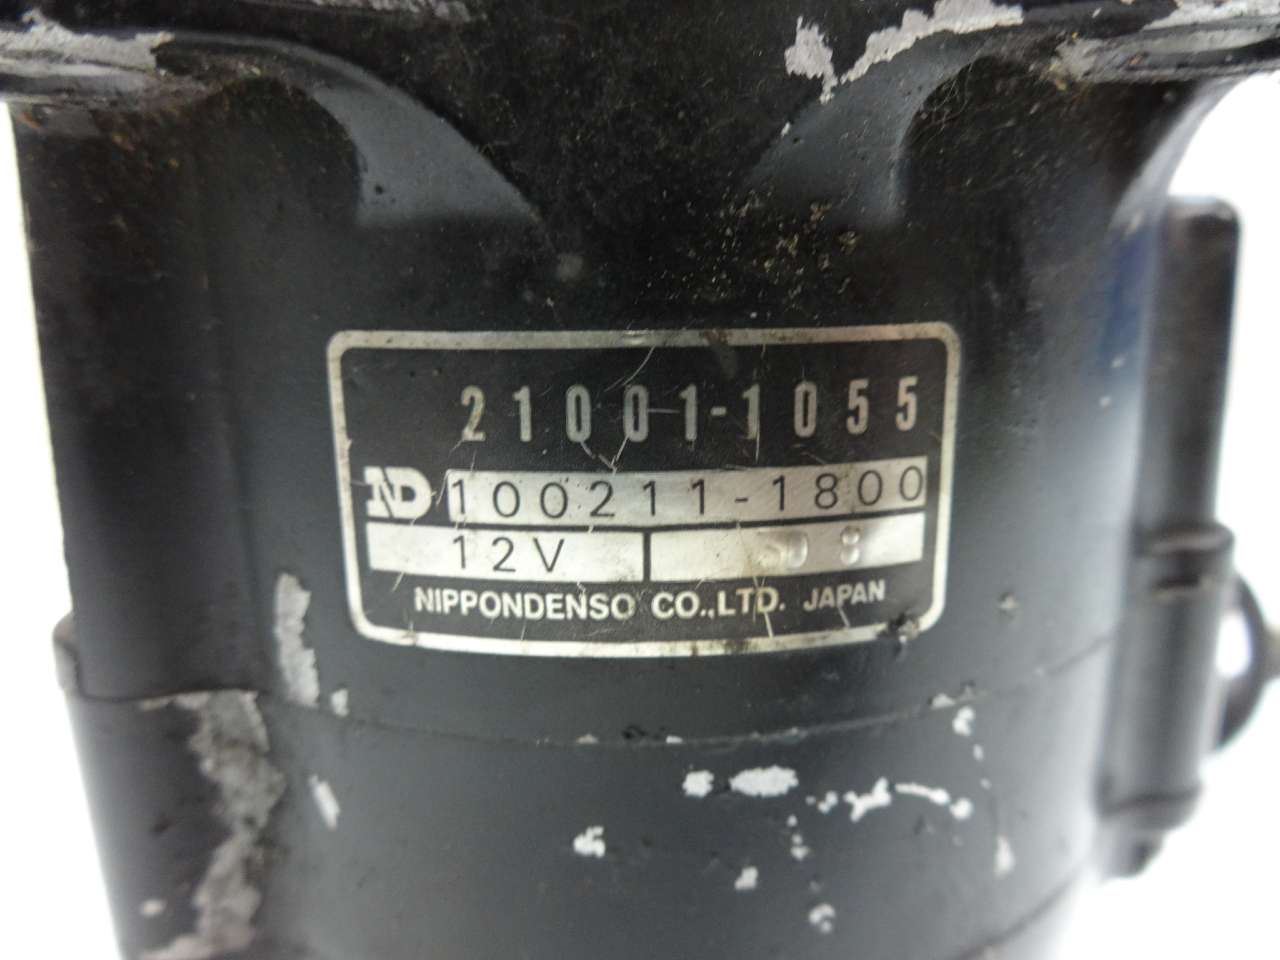 21001-1055
ND 100211-1800
12V
NIPPONDENSO CO.,LTD. JAPAN